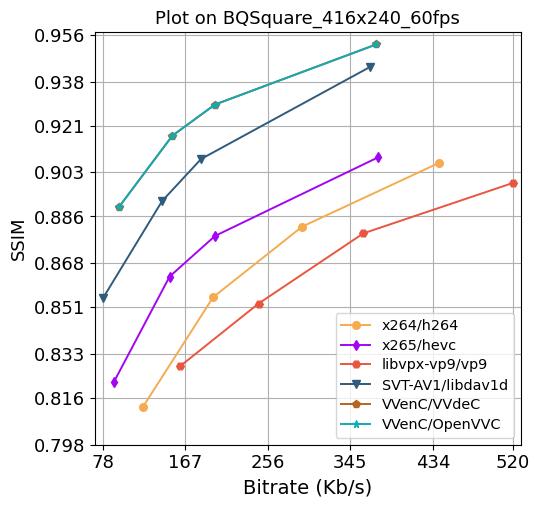 Plot on BQSquare_416x240_60fps
SSIM
0.956
0.938
0.921
0.903
0.886
0.868
0.851
0.833
0.816
0.798
x264/h264
x265/hevc
libvpx-vp9/vp9
SVT-AV1/libdav1d
VVenC/VVdeC
VVenC/OpenVVC
78 167 256 345 434 520
Bitrate (Kb/s)